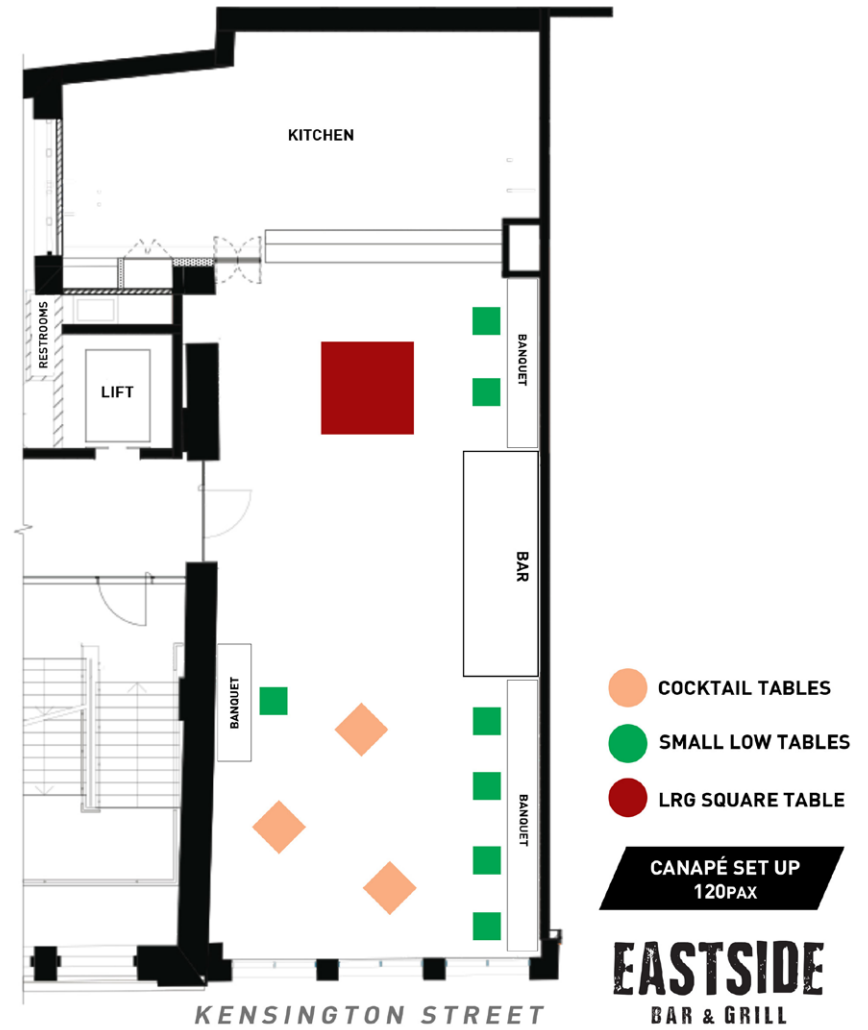 KITCHEN
RESTROOMS
LIFT
BANQUET
BAR
BANQUET
BANQUET
COCKTAIL TABLES
SMALL LOW TABLES
LRG SQUARE TABLE
CANAPÉ SET UP
120PAX
EASTSIDE
BAR & GRILL
KENSINGTON STREET